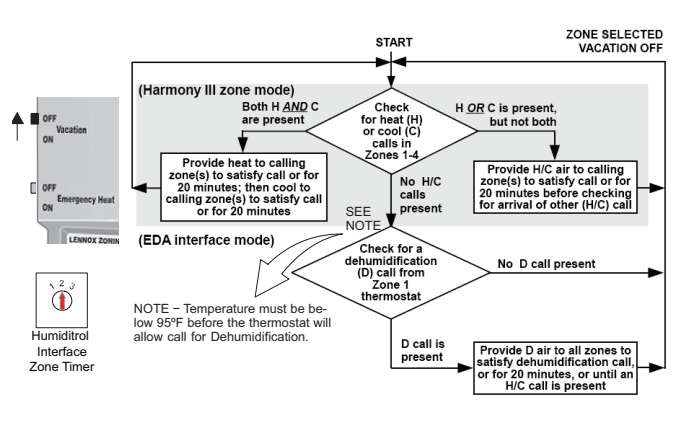 START
ZONE SELECTED
VACATION OFF
(Harmony III zone mode)
Both H AND C
are present
Check
for heat (H)
or cool (C)
calls in
Zones 1-4
H OR C is present,
but not both
OFF
Vacation
ON
OFF
Emergency Heat
ON
LENNOX ZONIN
Provide heat to calling
zone(s) to satisfy call or for
20 minutes; then cool to
calling zone(s) to satisfy call
or for 20 minutes
Provide H/C air to calling
zone(s) to satisfy call or for
20 minutes before checking
for arrival of other (H/C) call
No H/C
calls
present
SEE
NOTE
(EDA interface mode)
Check for a
dehumidification
(D) call from
Zone 1
thermostat
No D call present
1 2 3
Humiditrol
Interface
Zone Timer
NOTE – Temperature must be be-
low 95ºF before the thermostat will
allow call for Dehumidification.
D call is
present
Provide D air to all zones to
satisfy dehumidification call,
or for 20 minutes, or until an
H/C call is present